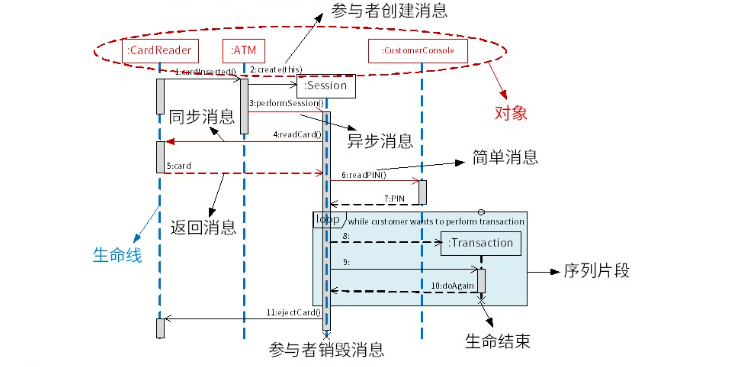 参与者创建消息
:CardReader
:ATM
:CustomerConsole
1:cardInserted()
2:create(this)
:Session
3:performSession()
对象
同步消息
4:readCard()
异步消息
5:card
简单消息
6:readPIN()
7:PIN
返回消息
loop
while customer wants to perform transaction
8:
:Transaction
生命线
9:
序列片段
10:doAgain
11:ejectCard()
生命结束
参与者销毁消息